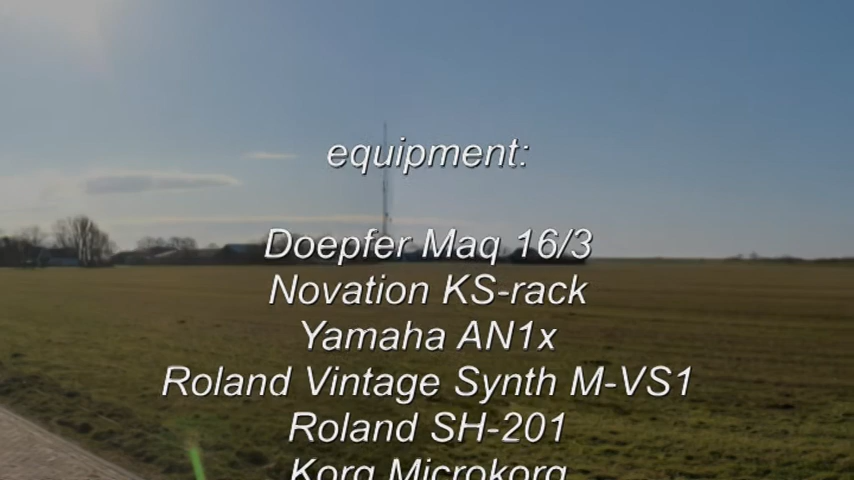 equipment:
Doepfer Maq 16/3
Novation KS-rack
Yamaha AN1x
Roland Vintage Synth M-VS1
Roland SH-201
Korg Microkorg